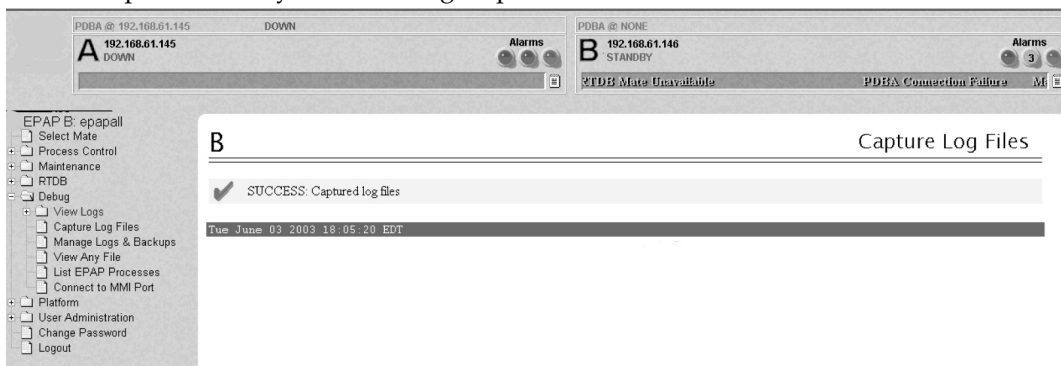 PDBA @ 192.168.61.145 DOWN
A 192.168.61.145
DOWN
Alarms
PDBA @ NONE
B 192.168.61.146
STANDBY
Alarms
3
RTDB Mate Unavailable PDBA Connection Failure
EPAP B: epapall
Select Mate
Process Control
Maintenance
RTDB
Debug
View Logs
Capture Log Files
Manage Logs & Backups
View Any File
List EPAP Processes
Connect to MMI Port
Platform
User Administration
Change Password
Logout
B Capture Log Files
SUCCESS: Captured log files
Tue June 03 2003 18:05:20 EDT